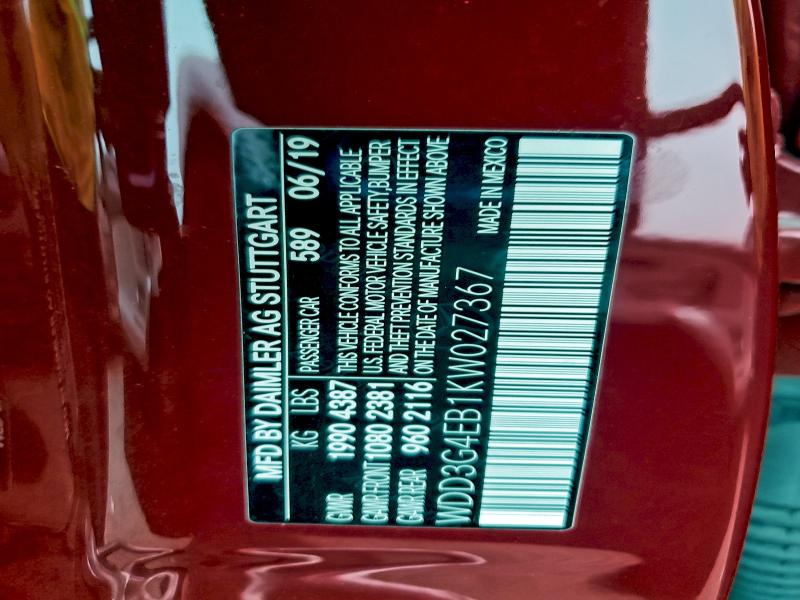 MFD BY DAIMLER AG STUTTGART
KG LBS PASSENGER CAR 589 06/19
GVWR 1990 4387 THIS VEHICLE CONFORMS TO ALL APPLICABLE
GAWR FRONT 1080 2381 U.S. FEDERAL MOTOR VEHICLE SAFETY, BUMPER
GAWR REAR 960 2116 AND THEFT PREVENTION STANDARDS IN EFFECT
ON THE DATE OF MANUFACTURE SHOWN ABOVE
WDD3G4EB1KW027367 MADE IN MEXICO